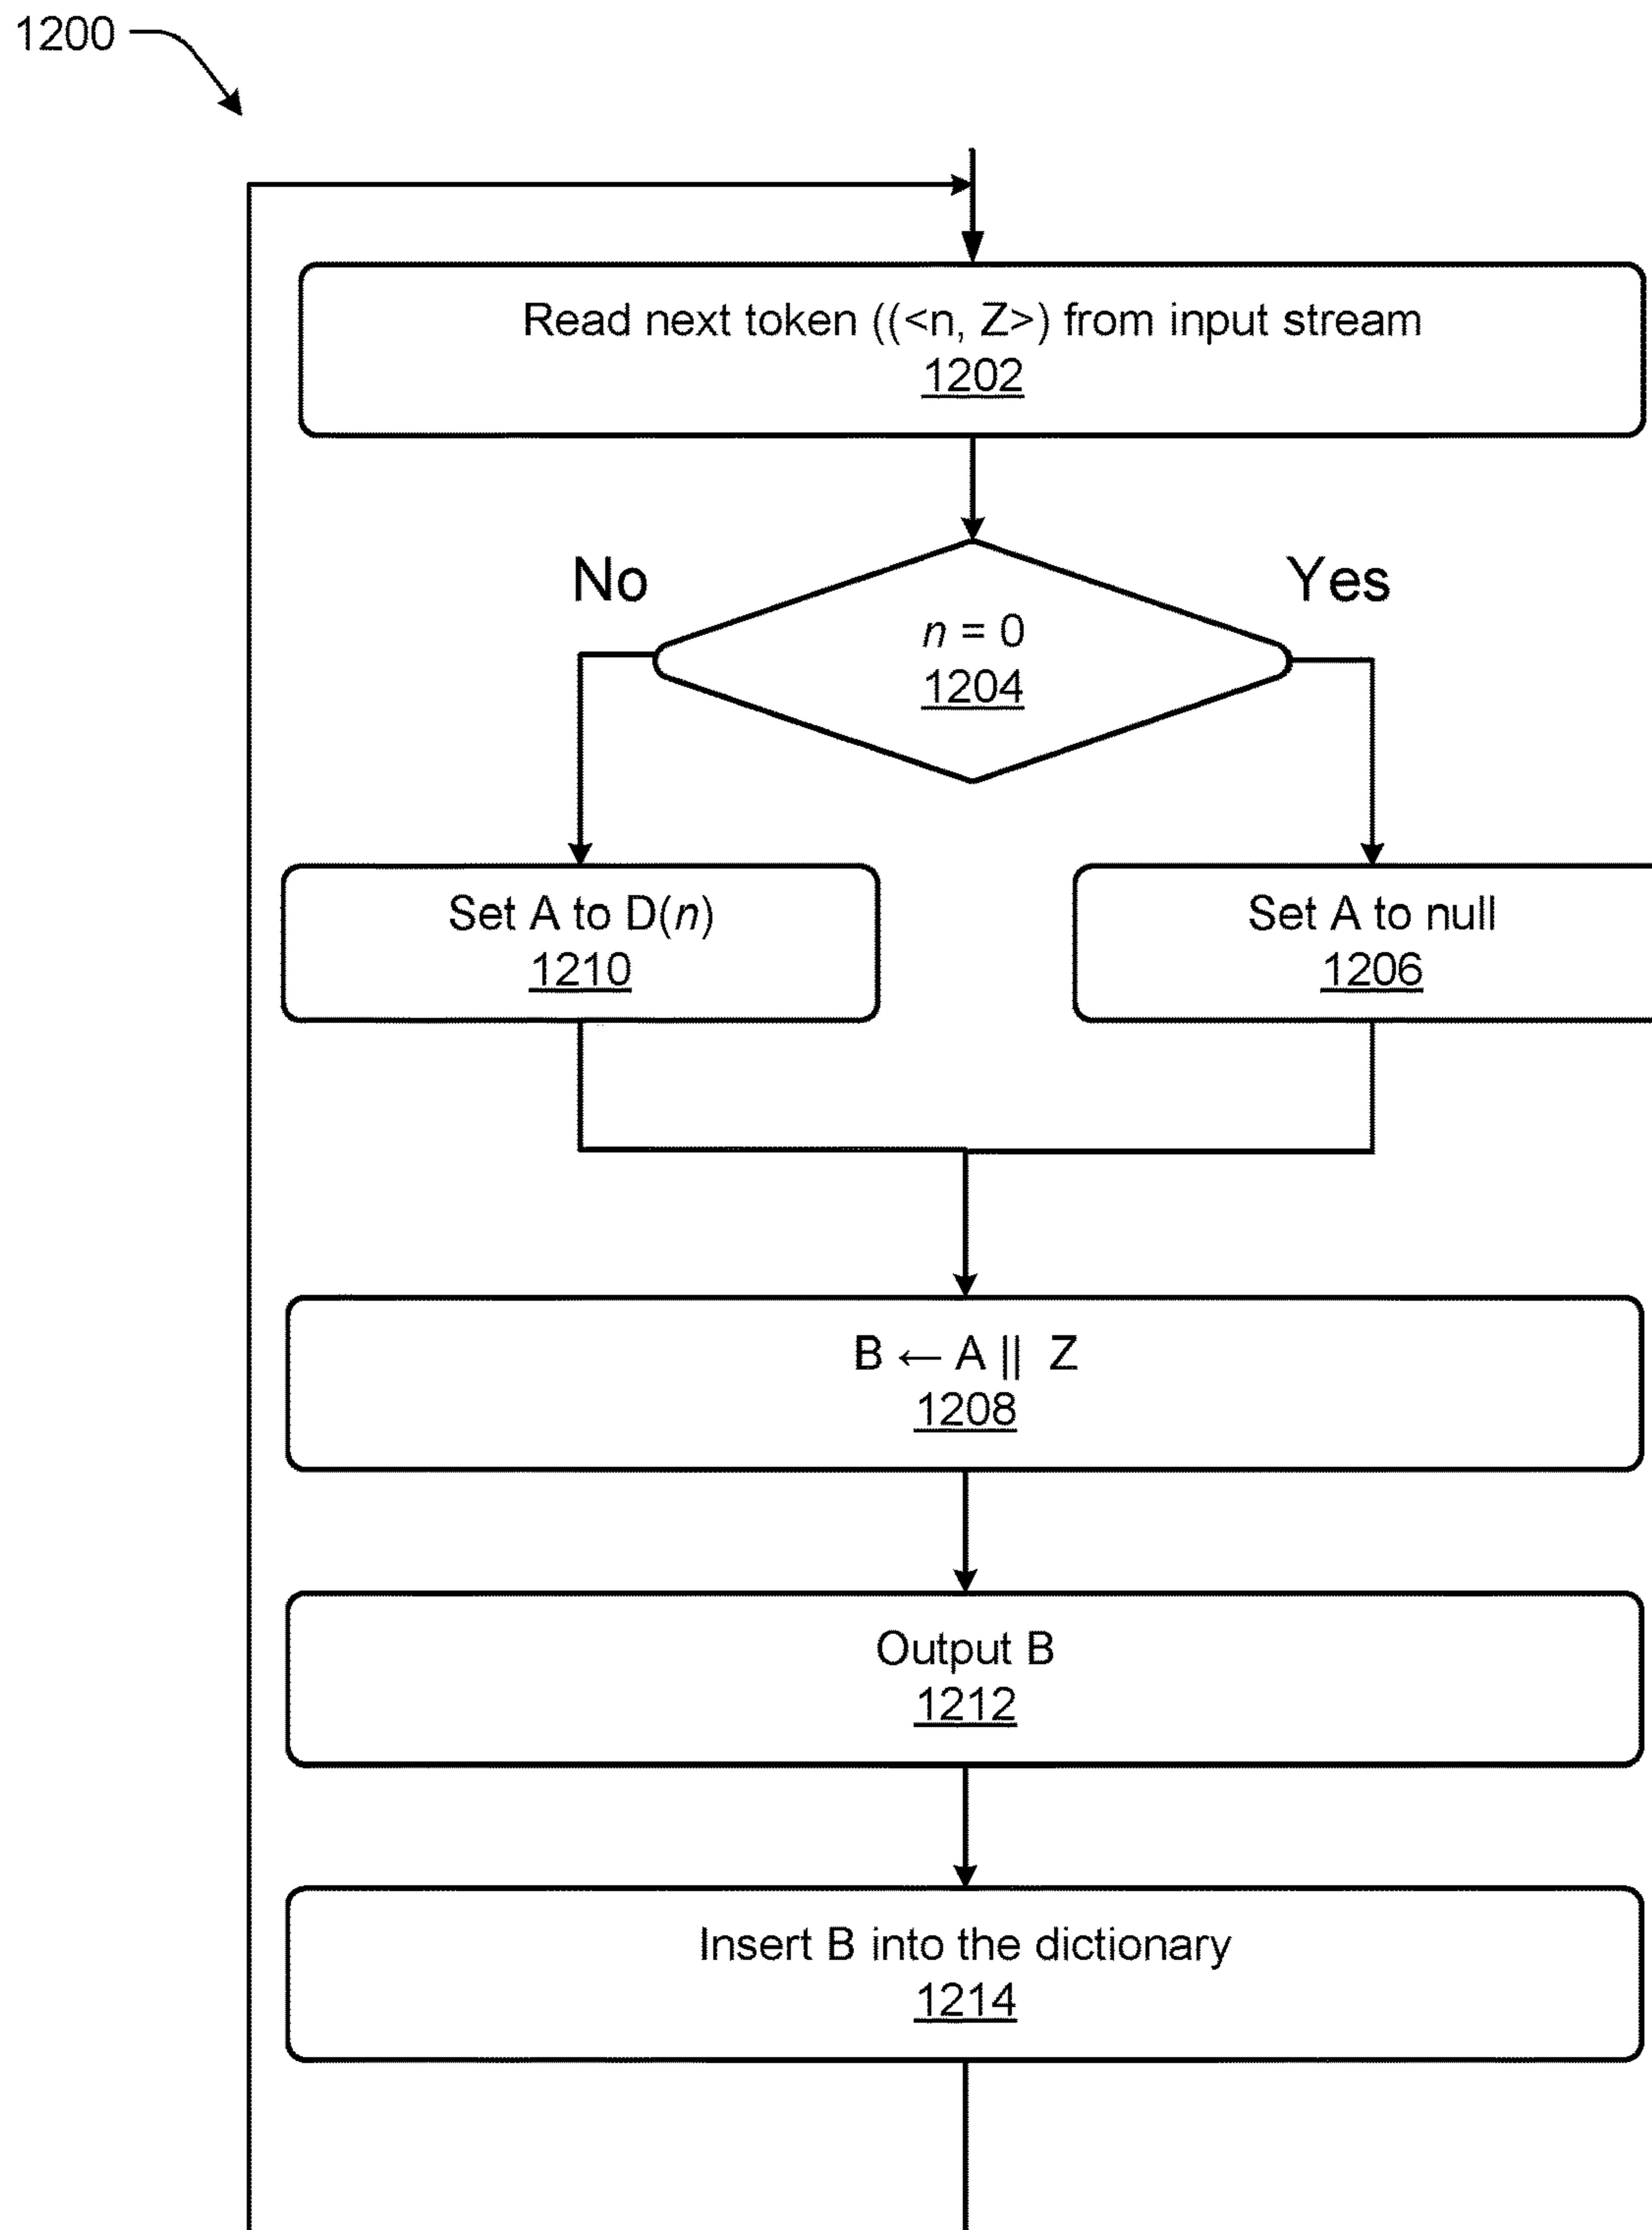 1200
Read next token ((<n, Z>) from input stream
1202
No
Yes
n = 0
1204
Set A to D(n)
1210
Set A to null
1206
B ← A || Z
1208
Output B
1212
Insert B into the dictionary
1214